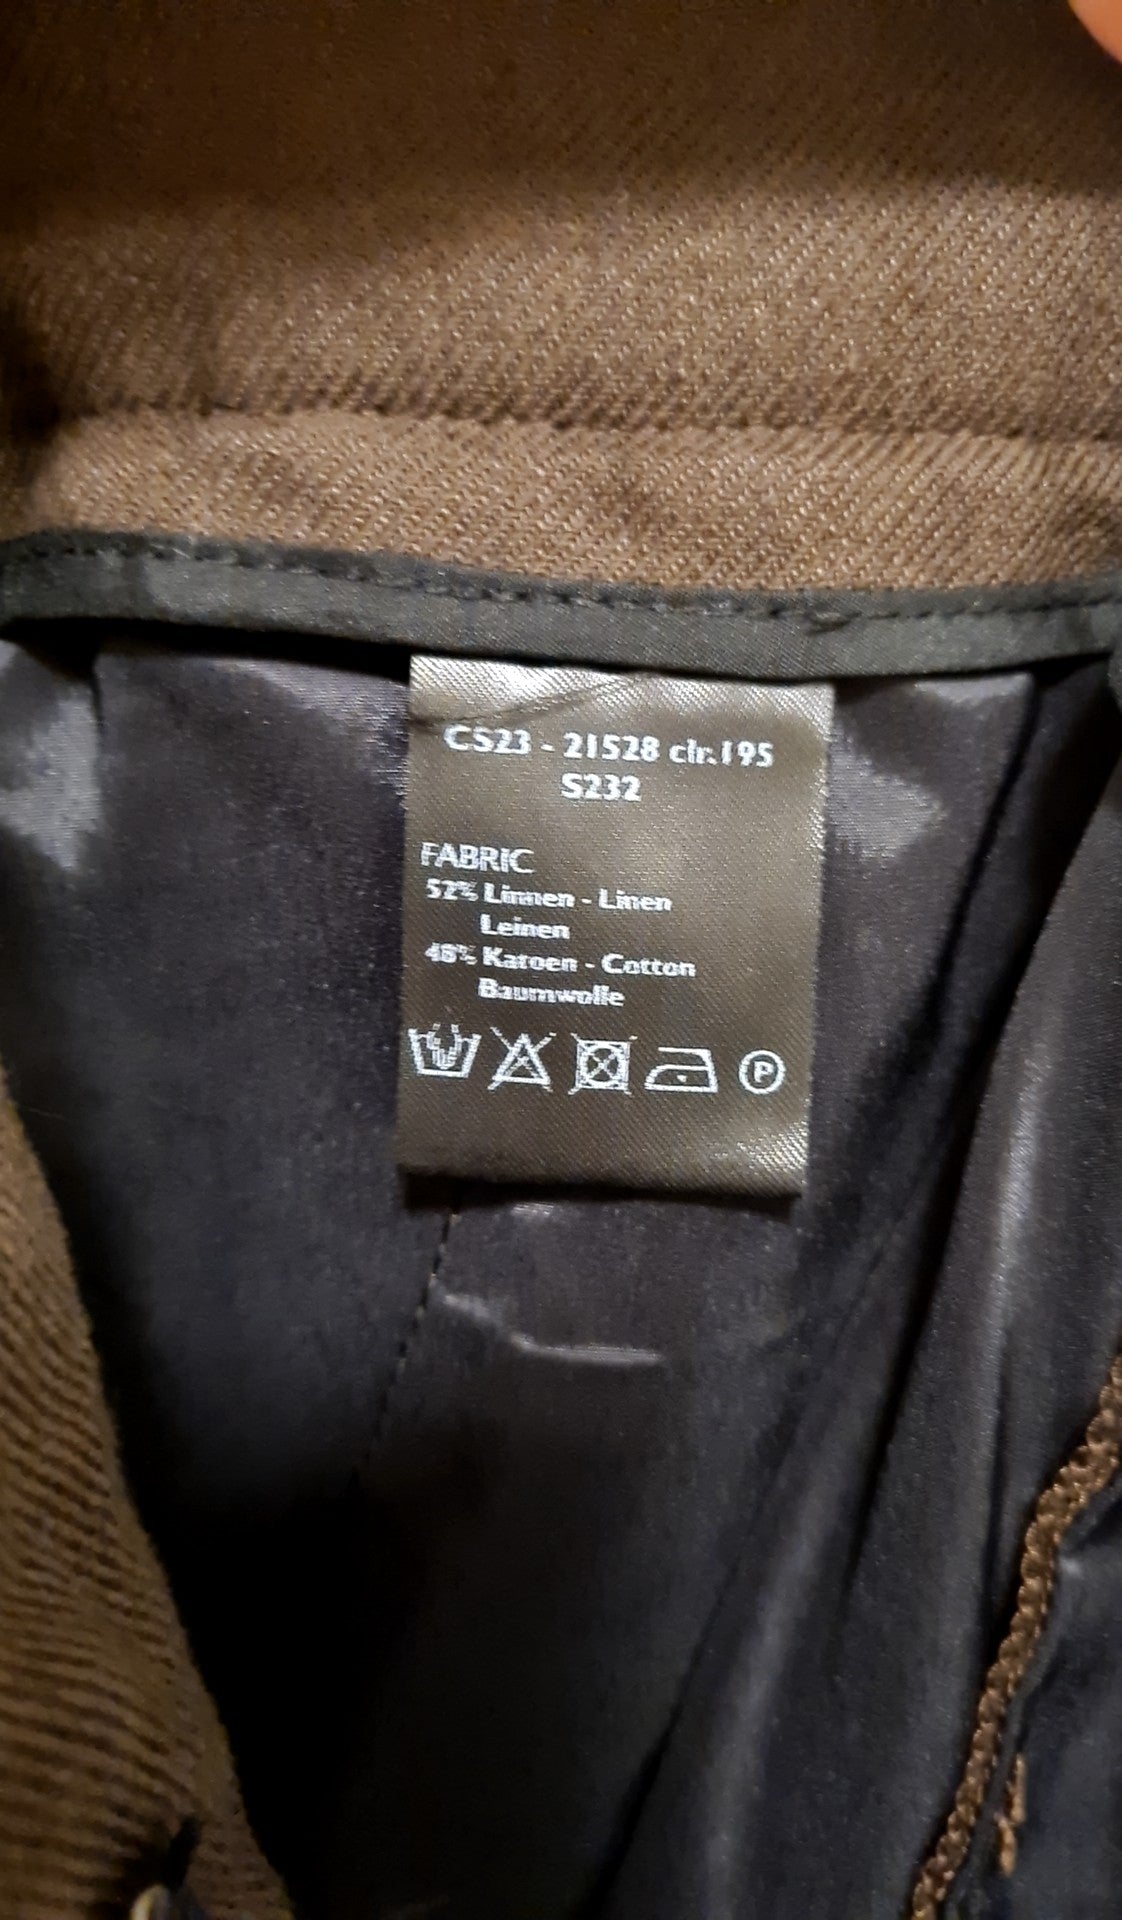 CS23 - 21528 clr.195
S232
FABRIC
52% Linnen - Linen
Leinen
48% Katoen - Cotton
Baumwolle
P